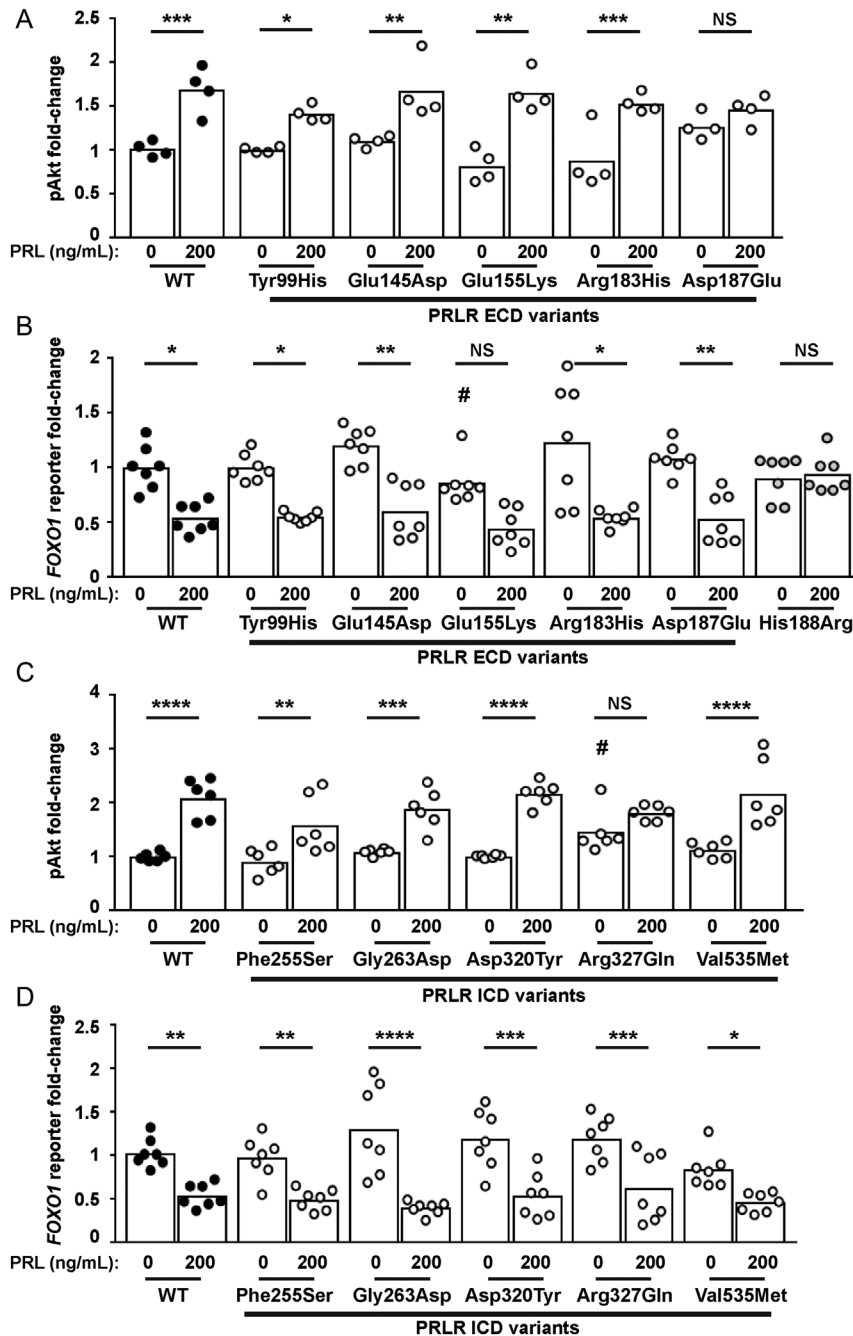 A
*** * ** ** *** NS
2.5
2
1.5
1
0.5
0
pAkt fold-change
PRL (ng/mL): 0 200 0 200 0 200 0 200 0 200 0 200
WT Tyr99His Glu145Asp Glu155Lys Arg183His Asp187Glu
PRLR ECD variants
B
* * ** NS * ** NS
#
2
1.5
1
0.5
0
FOXO1 reporter fold-change
PRL (ng/mL): 0 200 0 200 0 200 0 200 0 200 0 200 0 200
WT Tyr99His Glu145Asp Glu155Lys Arg183His Asp187Glu His188Arg
PRLR ECD variants
C
**** ** *** **** NS ****
#
4
3
2
1
0
pAkt fold-change
PRL (ng/mL): 0 200 0 200 0 200 0 200 0 200 0 200
WT Phe255Ser Gly263Asp Asp320Tyr Arg327Gln Val535Met
PRLR ICD variants
D
** ** **** *** *** *
2.5
2
1.5
1
0.5
0
FOXO1 reporter fold-change
PRL (ng/mL): 0 200 0 200 0 200 0 200 0 200 0 200
WT Phe255Ser Gly263Asp Asp320Tyr Arg327Gln Val535Met
PRLR ICD variants